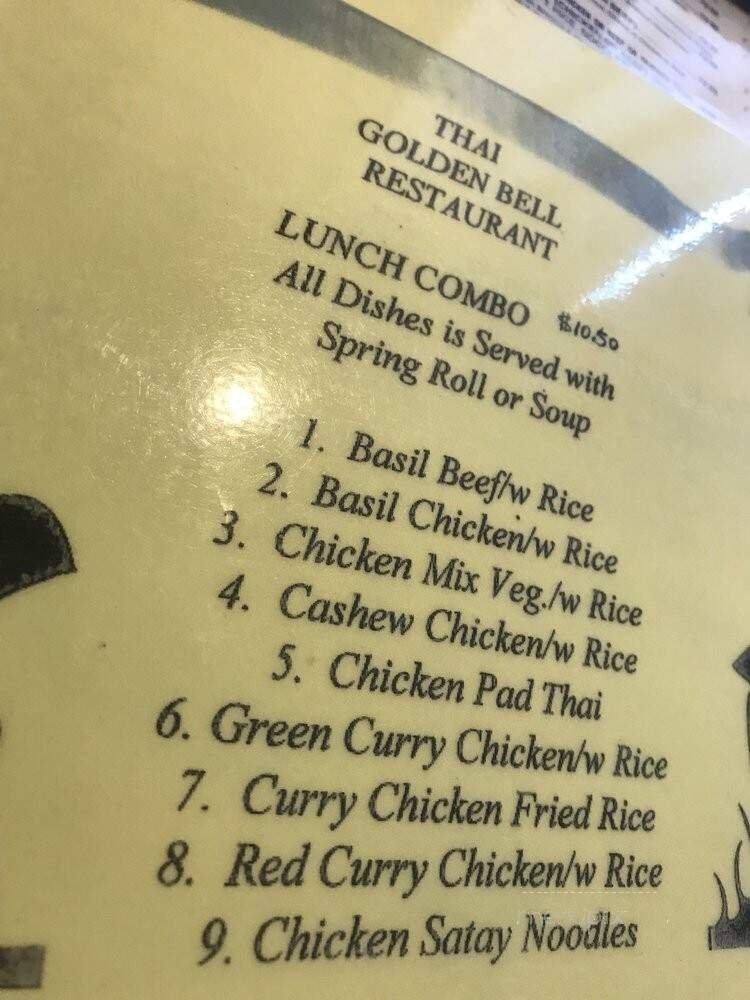 THAI
GOLDEN BELL
RESTAURANT
LUNCH COMBO $10.50
All Dishes is Served with
Spring Roll or Soup
1. Basil Beef/w Rice
2. Basil Chicken/w Rice
3. Chicken Mix Veg./w Rice
4. Cashew Chicken/w Rice
5. Chicken Pad Thai
6. Green Curry Chicken/w Rice
7. Curry Chicken Fried Rice
8. Red Curry Chicken/w Rice
9. Chicken Satay Noodles